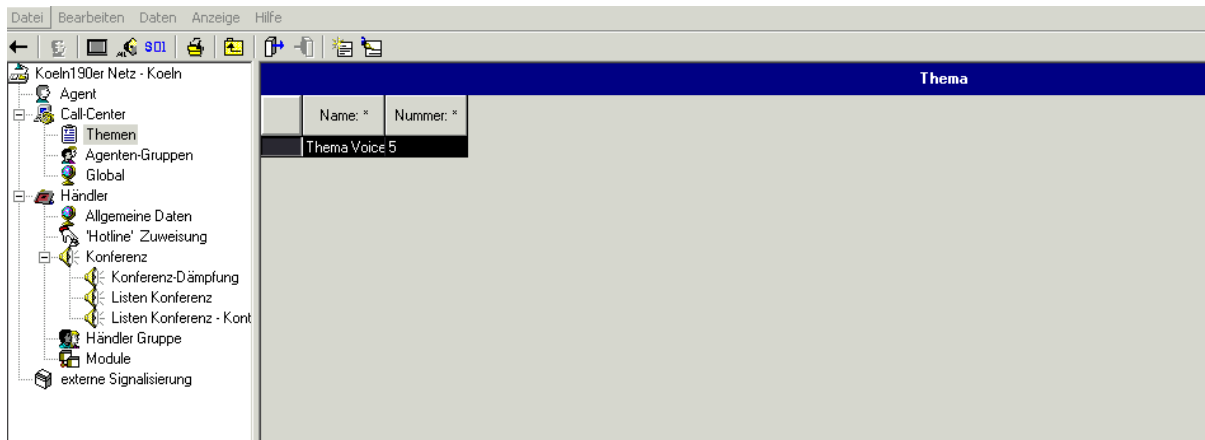 Datei Bearbeiten Daten Anzeige Hilfe
SO1
Koeln190er Netz - Koeln
Thema
Agent
Call-Center
Name: * Nummer: *
Themen
Thema Voice 5
Agenten-Gruppen
Global
Händler
Allgemeine Daten
'Hotline' Zuweisung
Konferenz
Konferenz-Dämpfung
Listen Konferenz
Listen Konferenz - Kont
Händler Gruppe
Module
externe Signalisierung